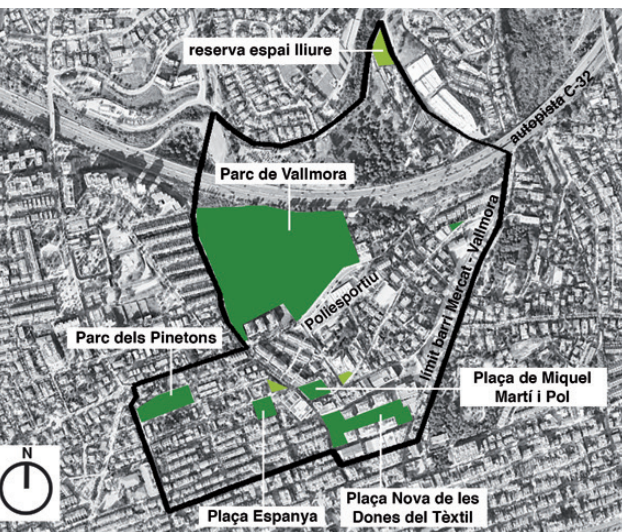 reserva espai lliure
autopista C-32
Parc de Vallmora
límit barri Mercat - Vallmora
Poliesportiu
Parc dels Pinetons
Plaça de Miquel
Martí i Pol
N
Plaça Espanya
Plaça Nova de les
Dones del Tèxtil